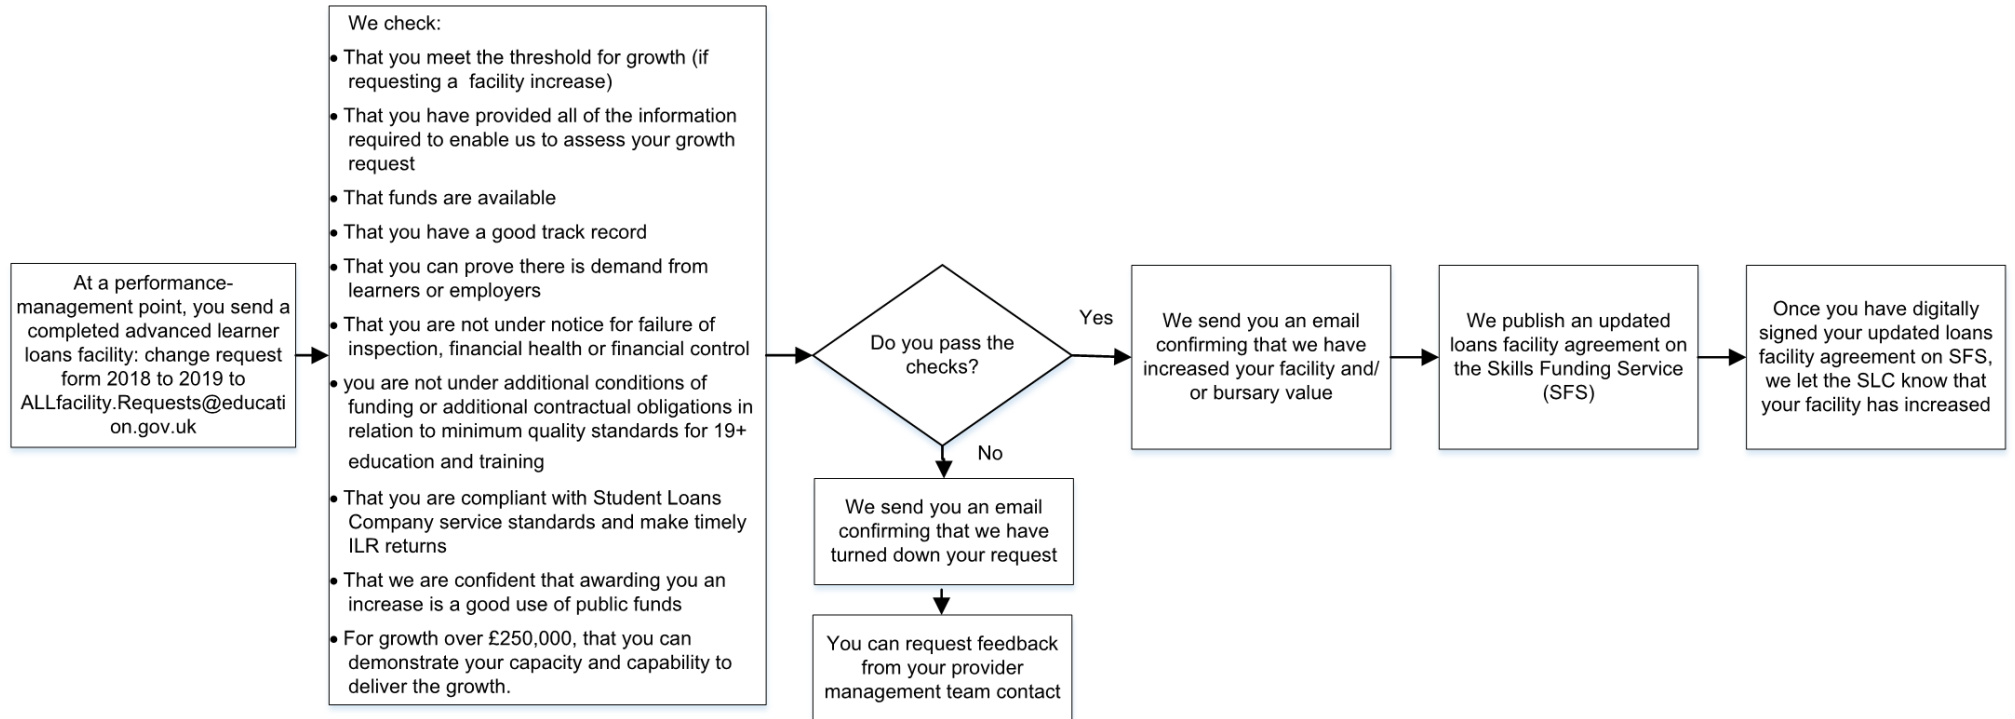 At a performance-
management point, you send a
completed advanced learner
loans facility: change request
form 2018 to 2019 to
ALLfacility.Requests@educati
on.gov.uk
We check:
• That you meet the threshold for growth (if
requesting a  facility increase)
• That you have provided all of the information
required to enable us to assess your growth
request
• That funds are available
• That you have a good track record
• That you can prove there is demand from
learners or employers
• That you are not under notice for failure of
inspection, financial health or financial control
• you are not under additional conditions of
funding or additional contractual obligations in
relation to minimum quality standards for 19+
education and training
• That you are compliant with Student Loans
Company service standards and make timely
ILR returns
• That we are confident that awarding you an
increase is a good use of public funds
• For growth over £250,000, that you can
demonstrate your capacity and capability to
deliver the growth.
Do you pass the
checks?
Yes
We send you an email
confirming that we have
increased your facility and/
or bursary value
We publish an updated
loans facility agreement on
the Skills Funding Service
(SFS)
Once you have digitally
signed your updated loans
facility agreement on SFS,
we let the SLC know that
your facility has increased
No
We send you an email
confirming that we have
turned down your request
You can request feedback
from your provider
management team contact